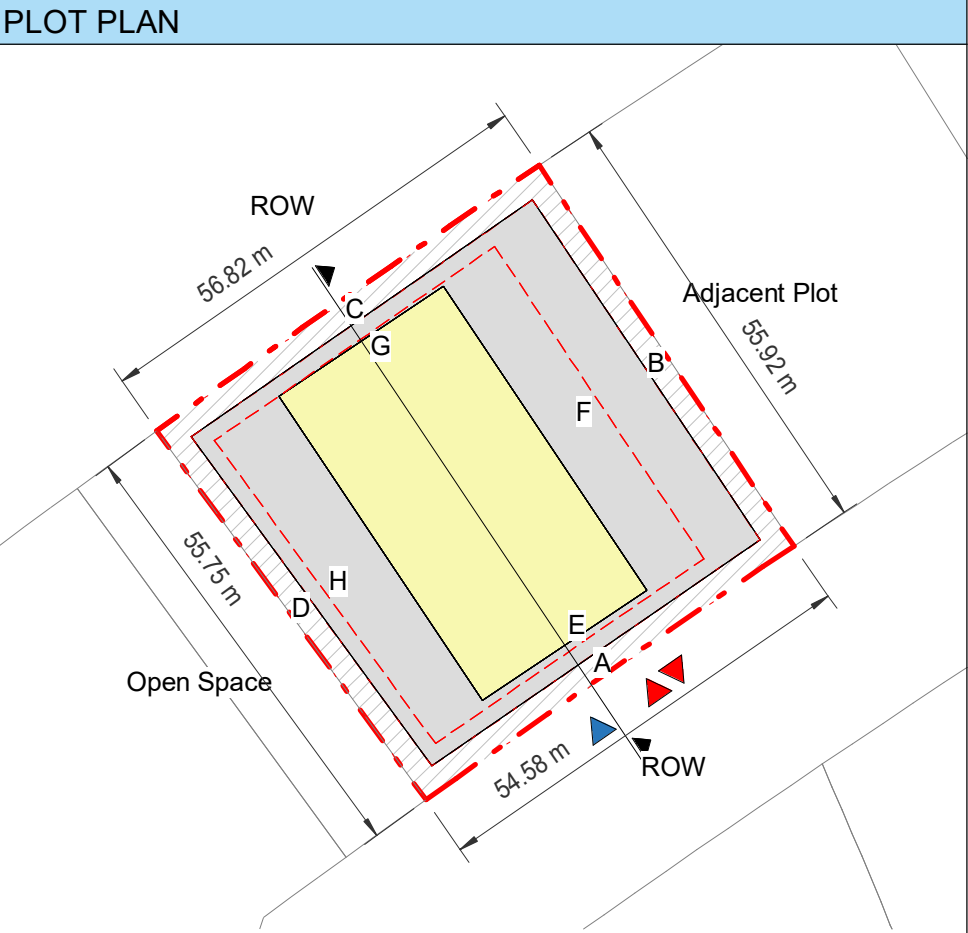 PLOT PLAN
ROW
56.82 m
C
G
Adjacent Plot
55.92 m
B
F
55.75 m
H
D
E
A
Open Space
54.58 m
ROW